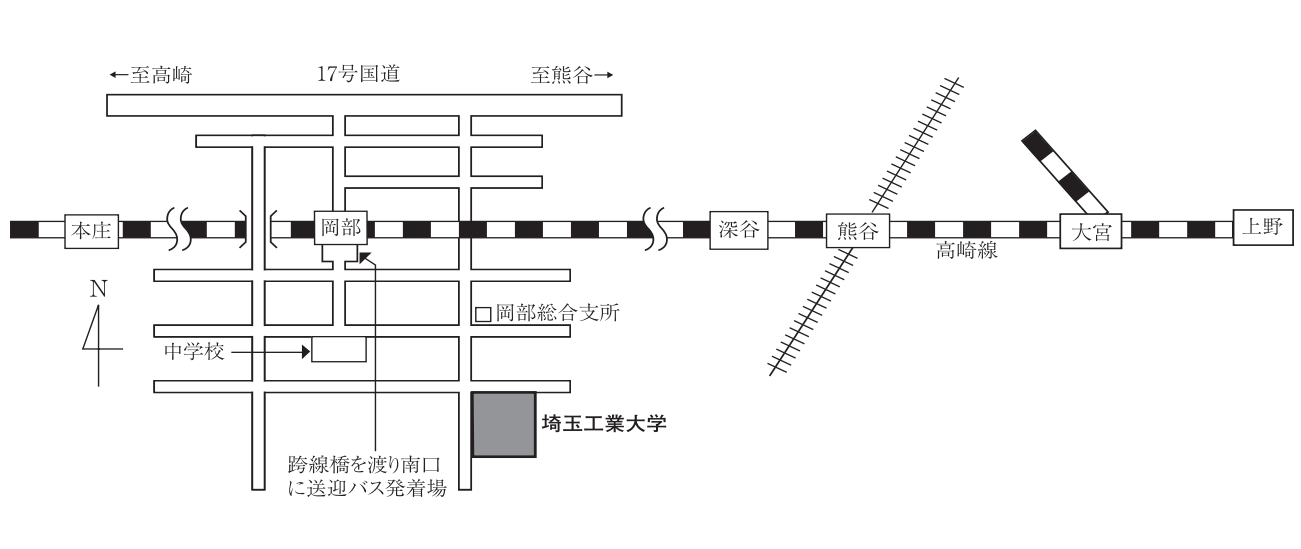 ←至高崎
17号国道
至熊谷→
本庄
岡部
深谷
熊谷
大宮
上野
高崎線
N
岡部総合支所
中学校
埼玉工業大学
跨線橋を渡り南口
に送迎バス発着場